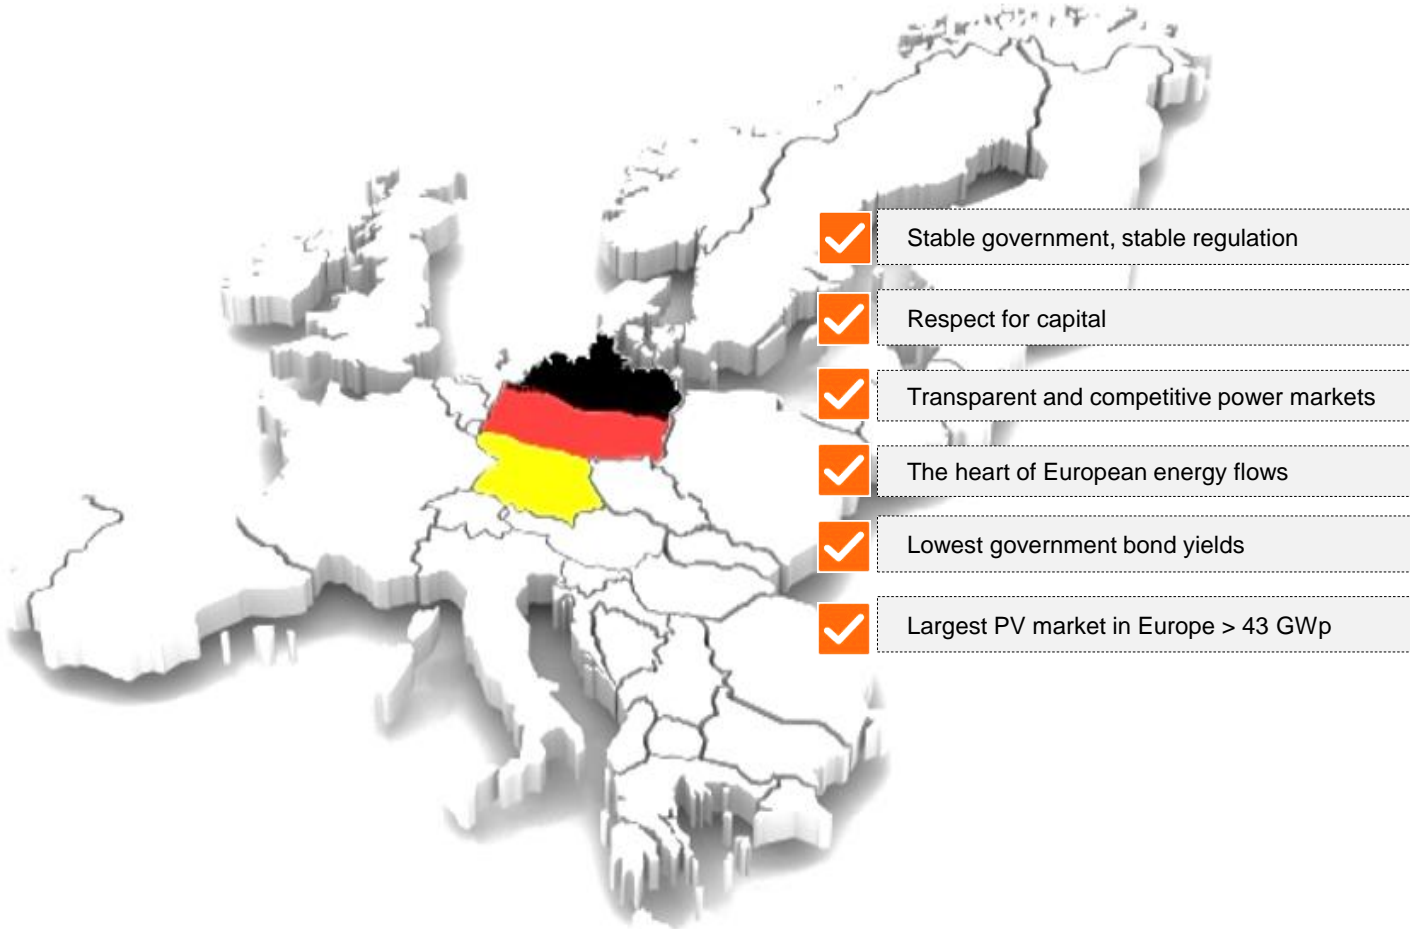 Stable government, stable regulation
Respect for capital
Transparent and competitive power markets
The heart of European energy flows
Lowest government bond yields
Largest PV market in Europe > 43 GWp